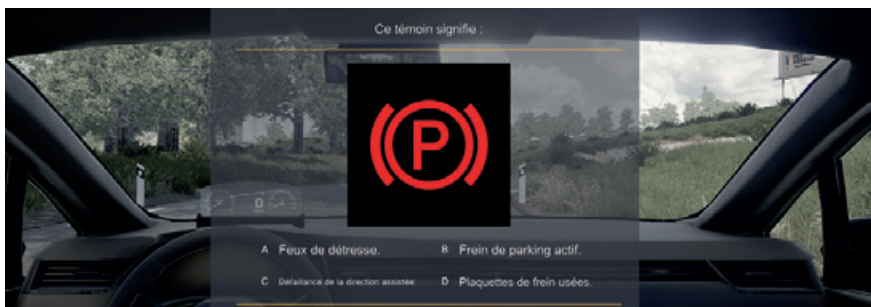 Ce témoin signifie :
P
0
A Feux de détresse. B Frein de parking actif.
C Défaillance de la direction assistée. D Plaquettes de frein usées.